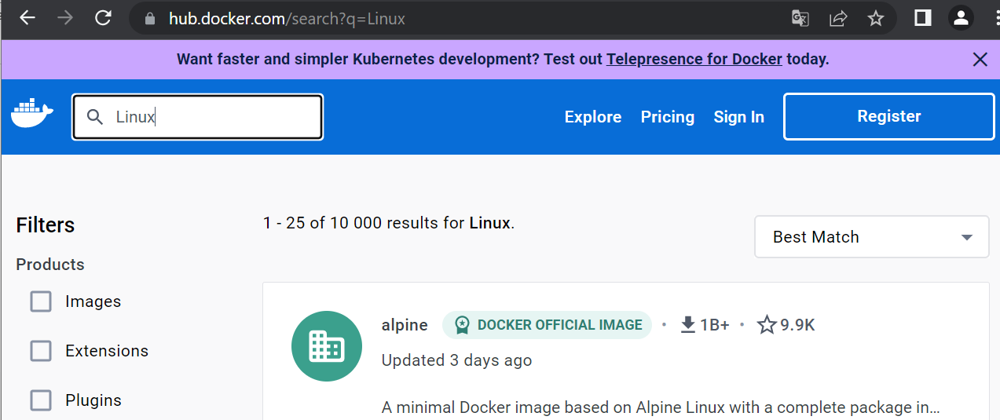 hub.docker.com/search?q=Linux
Want faster and simpler Kubernetes development? Test out Telepresence for Docker today.
Linux
Explore
Pricing
Sign In
Register
Filters
1 - 25 of 10 000 results for Linux.
Best Match
Products
Images
Extensions
Plugins
alpine
DOCKER OFFICIAL IMAGE
• 1B+ • 9.9K
Updated 3 days ago
A minimal Docker image based on Alpine Linux with a complete package in...